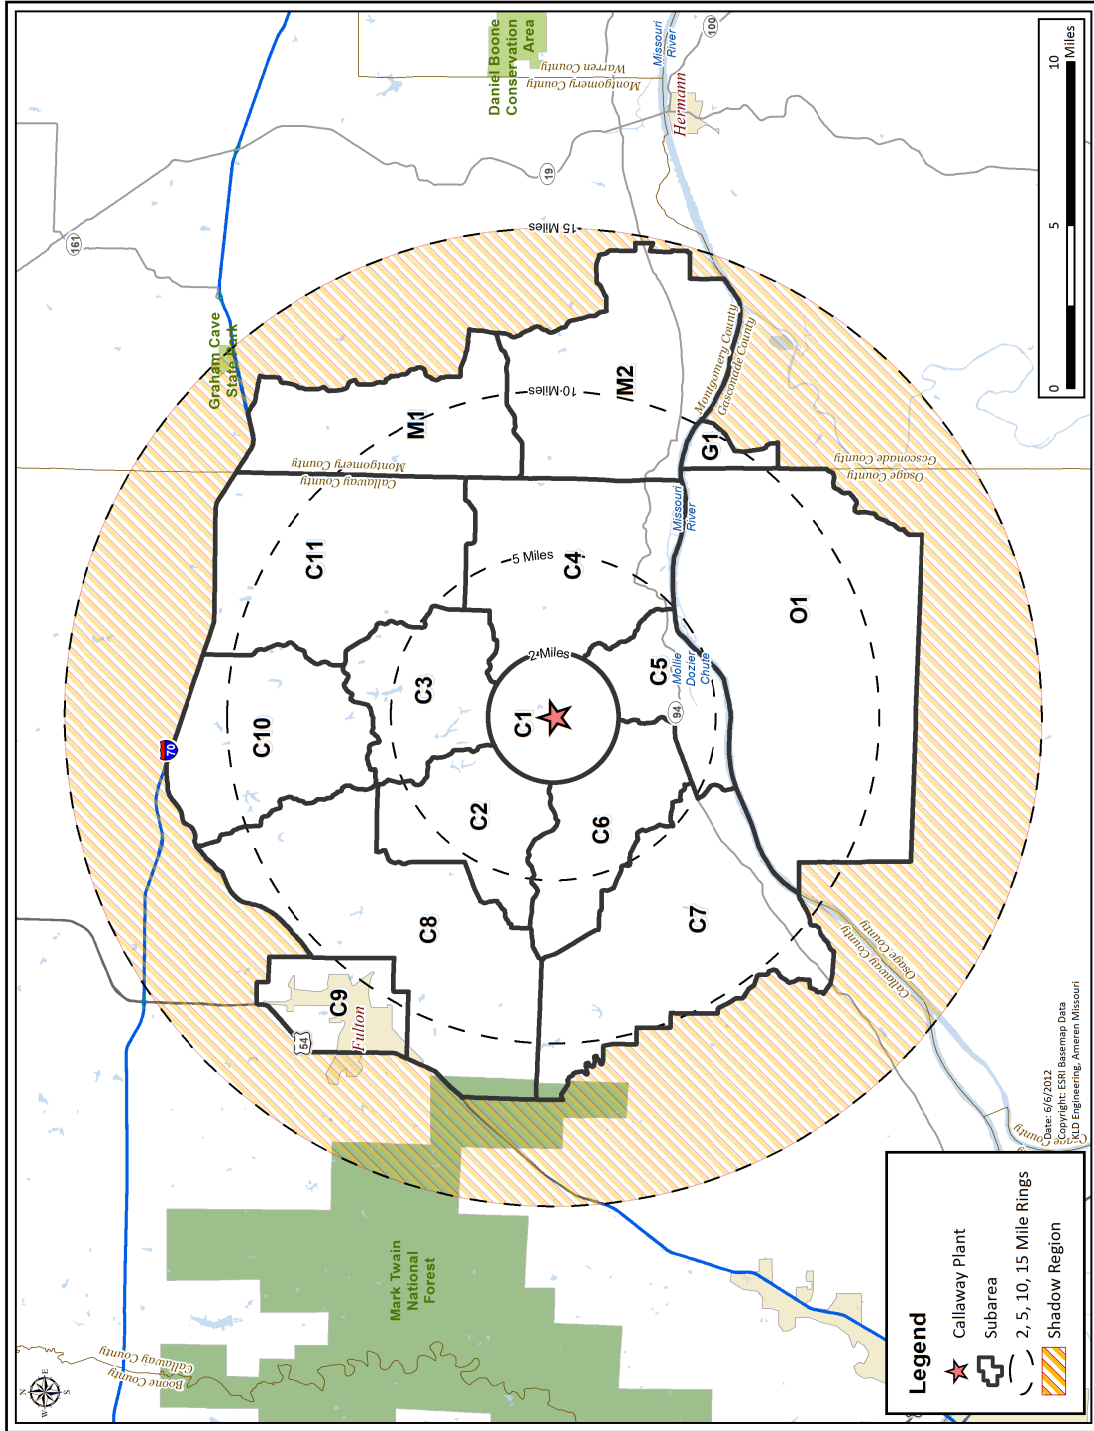 Daniel Boone
Conservation
Area
Warren County
Montgomery County
Missouri
River
100
Hermann
19
161
Graham Cave
State Park
15 Miles
10 Miles
5 Miles
2 Miles
Montgomery County
Callaway County
Montgomery County
Gasconade County
Gasconade County
Osage County
M1
M2
G1
C11
C4
O1
Missouri
River
C10
C3
C1
C5
Mollie
Dozier
Chute
94
70
C2
C6
C8
C7
C9
Fulton
54
Callaway County
Osage County
Mark Twain
National
Forest
Callaway County
Boone County
N
E
S
W
0
5
10
Miles
Date: 6/6/2012
Copyright: ESRI Basemap Data
KLD Engineering, Ameren Missouri
Legend
Callaway Plant
Subarea
2, 5, 10, 15 Mile Rings
Shadow Region